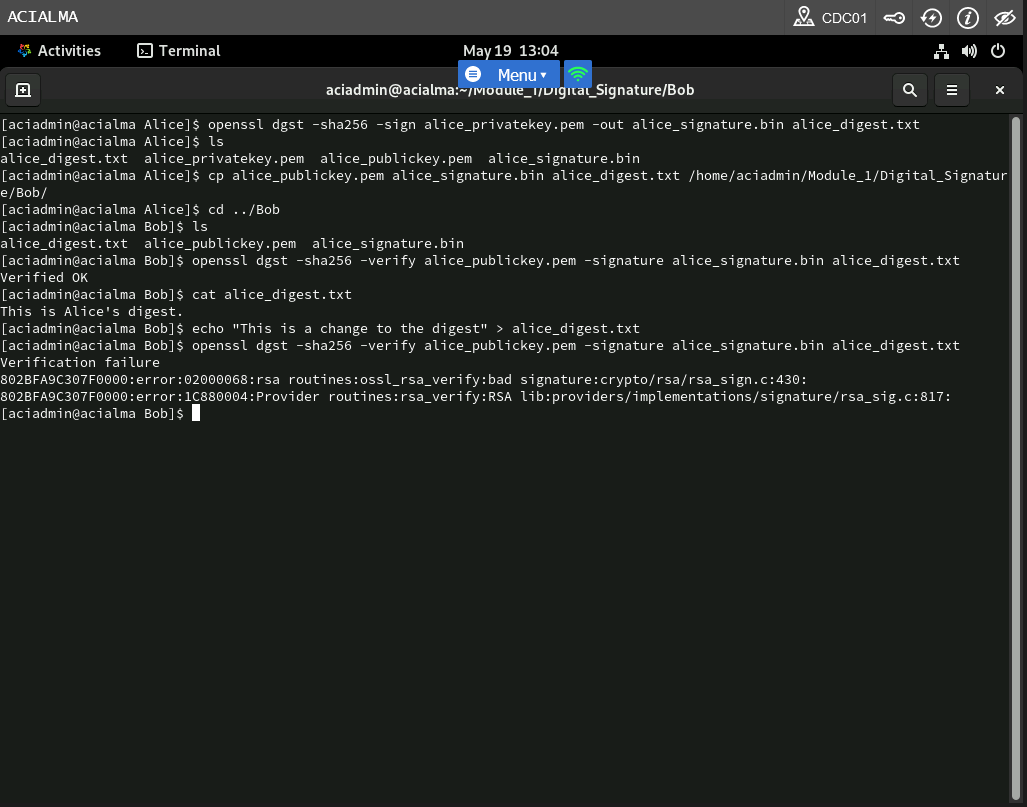 ACIALMA
CDC01
Activities
Terminal
May 19 13:04
Menu
aciadmin@acialma:~/Module_1/Digital_Signature/Bob
[aciadmin@acialma Alice]$ openssl dgst -sha256 -sign alice_privatekey.pem -out alice_signature.bin alice_digest.txt
[aciadmin@acialma Alice]$ ls
alice_digest.txt  alice_privatekey.pem  alice_publickey.pem  alice_signature.bin
[aciadmin@acialma Alice]$ cp alice_publickey.pem alice_signature.bin alice_digest.txt /home/aciadmin/Module_1/Digital_Signatur
e/Bob/
[aciadmin@acialma Alice]$ cd ../Bob
[aciadmin@acialma Bob]$ ls
alice_digest.txt  alice_publickey.pem  alice_signature.bin
[aciadmin@acialma Bob]$ openssl dgst -sha256 -verify alice_publickey.pem -signature alice_signature.bin alice_digest.txt
Verified OK
[aciadmin@acialma Bob]$ cat alice_digest.txt
This is Alice's digest.
[aciadmin@acialma Bob]$ echo "This is a change to the digest" > alice_digest.txt
[aciadmin@acialma Bob]$ openssl dgst -sha256 -verify alice_publickey.pem -signature alice_signature.bin alice_digest.txt
Verification failure
802BFA9C307F0000:error:02000068:rsa routines:ossl_rsa_verify:bad signature:crypto/rsa/rsa_sign.c:430:
802BFA9C307F0000:error:1C880004:Provider routines:rsa_verify:RSA lib:providers/implementations/signature/rsa_sig.c:817:
[aciadmin@acialma Bob]$